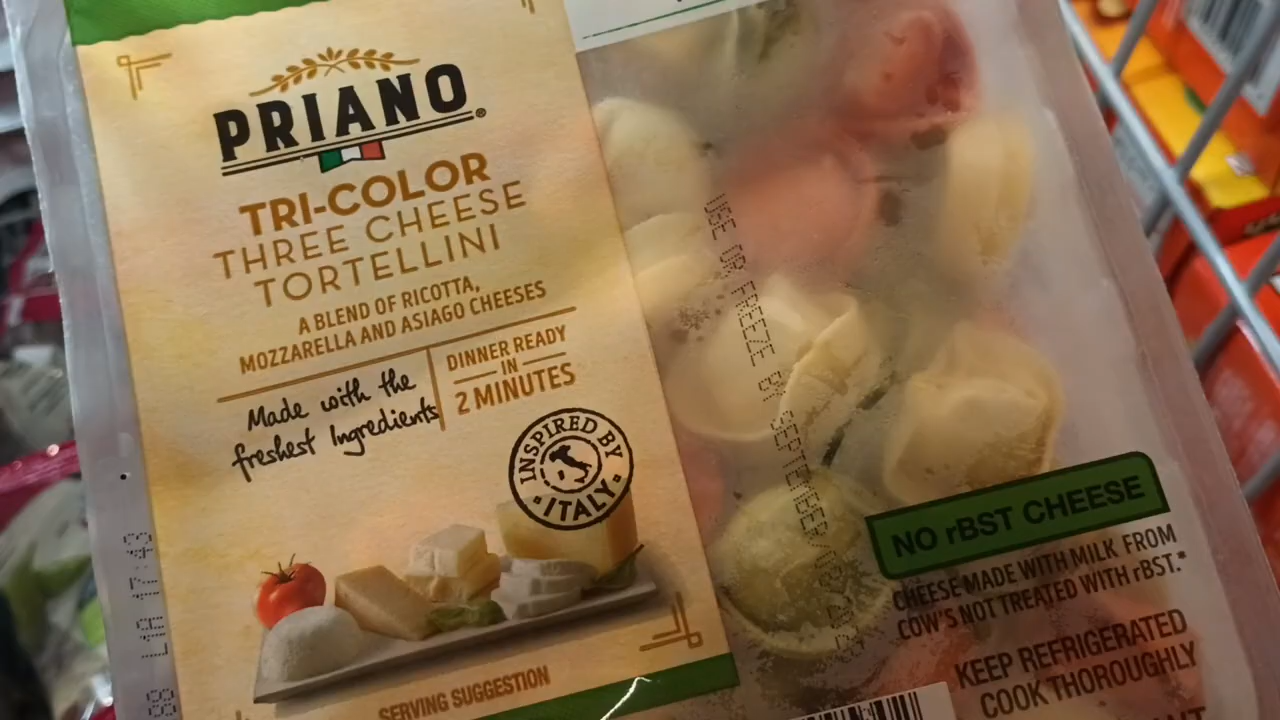 PRIANO®
TRI-COLOR
THREE CHEESE
TORTELLINI
A BLEND OF RICOTTA,
MOZZARELLA AND ASIAGO CHEESES
Made with the
freshest Ingredients
DINNER READY
IN
2 MINUTES
INSPIRED BY
ITALY
SERVING SUGGESTION
USE OR FREEZE BY SEPTEMBER
NO rBST CHEESE
CHEESE MADE WITH MILK FROM
COW'S NOT TREATED WITH rBST.*
KEEP REFRIGERATED
COOK THOROUGHLY